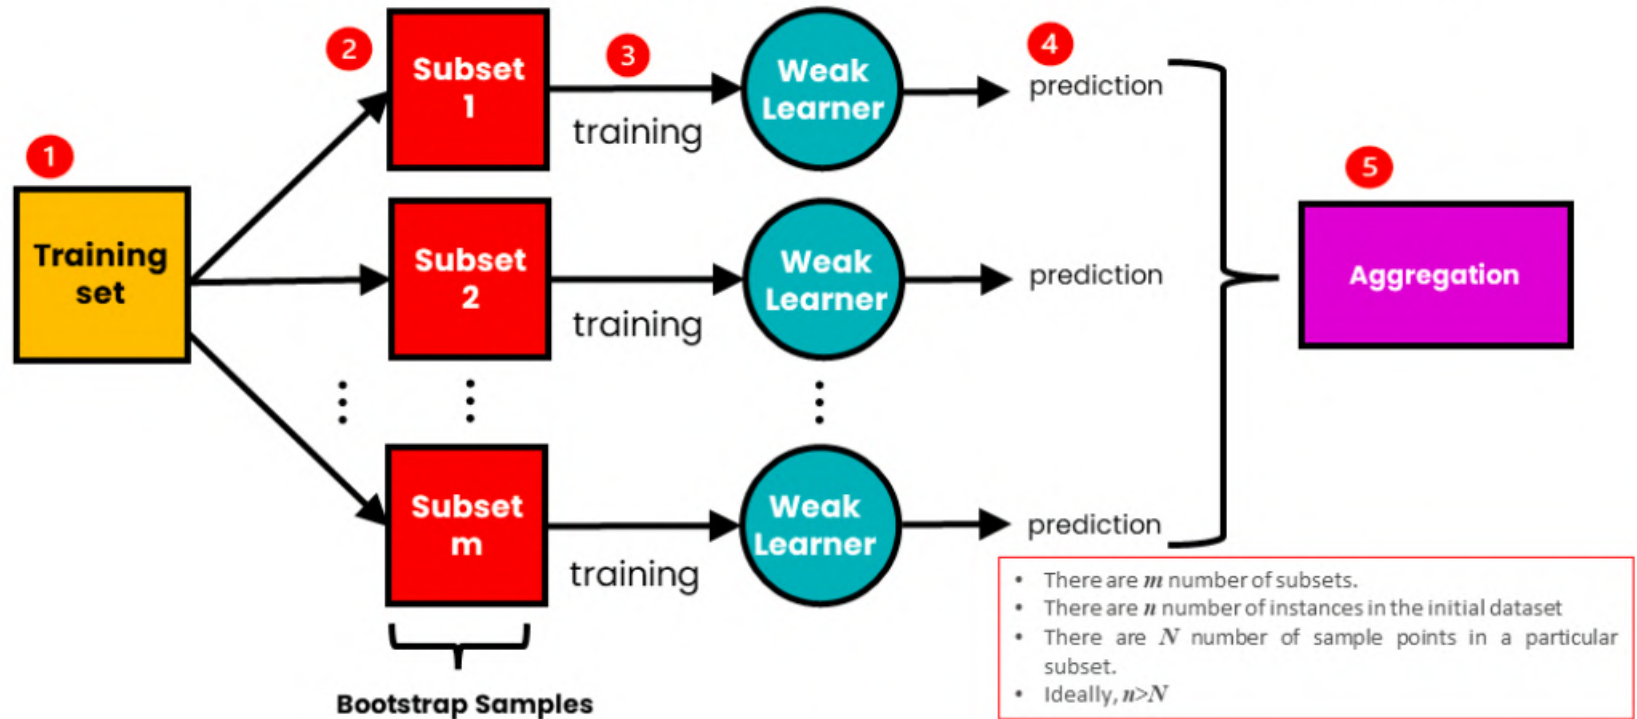 1
Training
set
2
Subset
1
3
training
Weak
Learner
4
prediction
Subset
2
training
Weak
Learner
prediction
Subset
m
training
Weak
Learner
prediction
Bootstrap Samples
5
Aggregation
• There are m number of subsets.
• There are n number of instances in the initial dataset
• There are N number of sample points in a particular
subset.
• Ideally, n>N